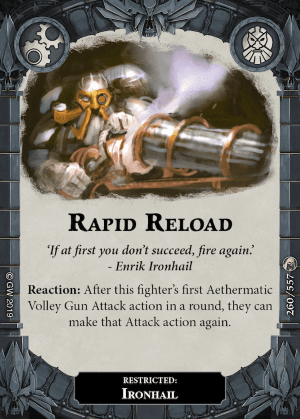 RAPID RELOAD
‘If at first you don’t succeed, fire again.’
- Enrik Ironhail
Reaction: After this fighter’s first Aethermatic
Volley Gun Attack action in a round, they can
make that Attack action again.
© GW 2019
260/557
RESTRICTED:
IRONHAIL